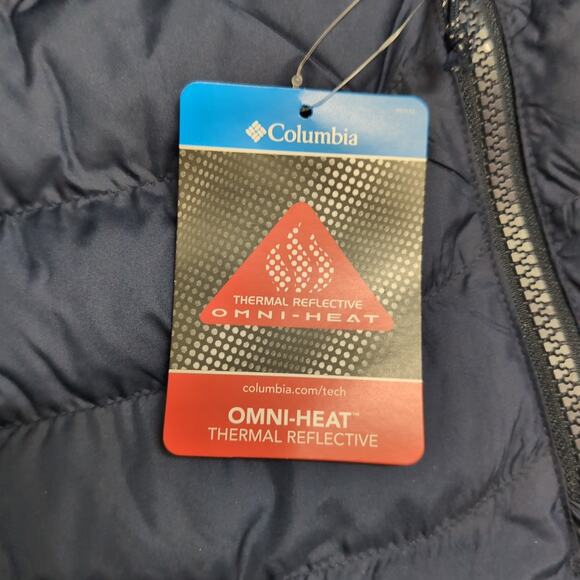 Columbia
THERMAL REFLECTIVE
OMNI-HEAT
columbia.com/tech
OMNI-HEAT™
THERMAL REFLECTIVE